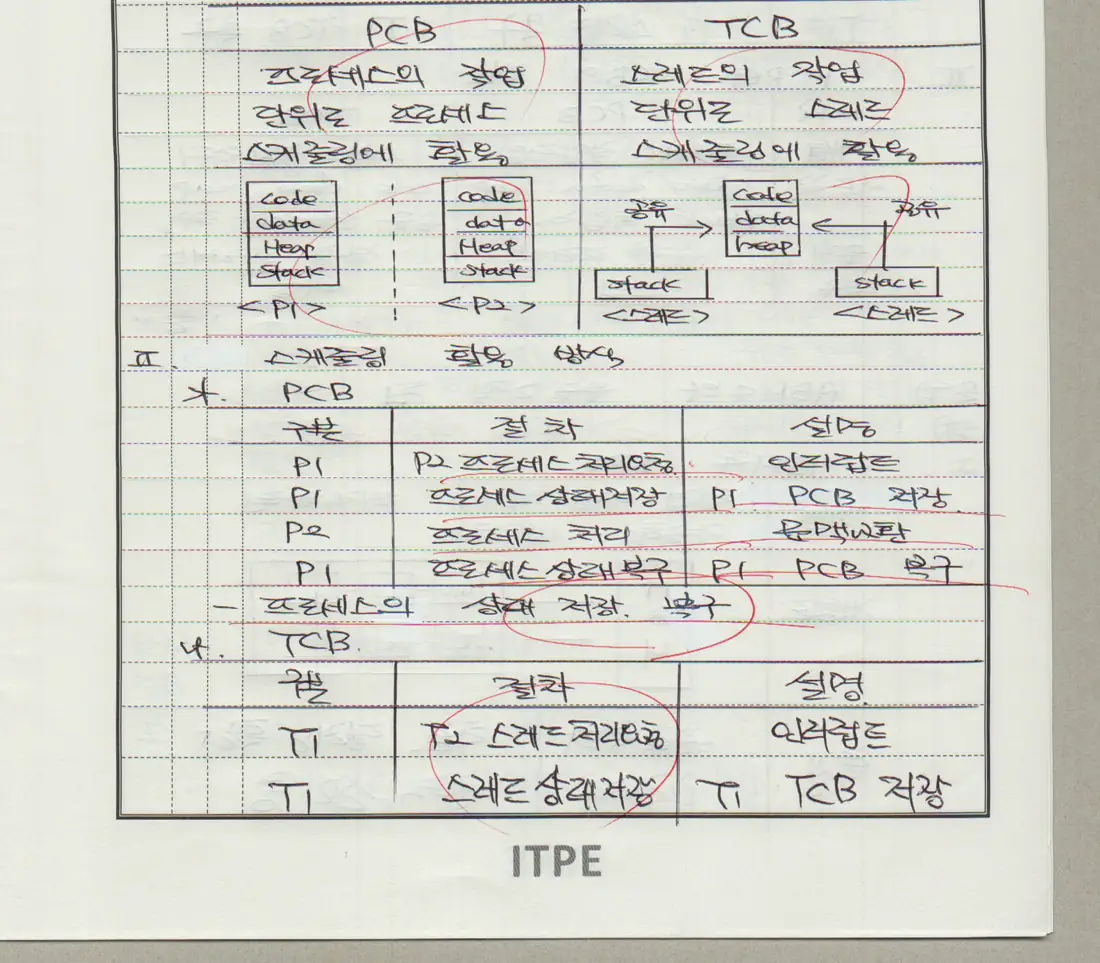 PCB TCB
프로세스의 작업 스레드의 작업
단위로 프로세스 단위로 스레드
스케줄링에 활용 스케줄링에 활용
code code 공유 code 공유
data data data
Heap Heap heap
Stack Stack stack stack
<P1> <P2> <스레드> <스레드>
II. 스케줄링 활용 방식
가. PCB
구분 절차 설명
P1 P2 프로세스 처리요청 인터럽트
P1 프로세스 상태저장 P1 PCB 저장
P2 프로세스 처리 문맥교환
P1 프로세스 상태복구 P1 PCB 복구
- 프로세스의 상태 저장. 복구
나. TCB.
구분 절차 설명
T1 T2 스레드 처리요청 인터럽트
T1 스레드 상태저장 T1 TCB 저장
ITPE